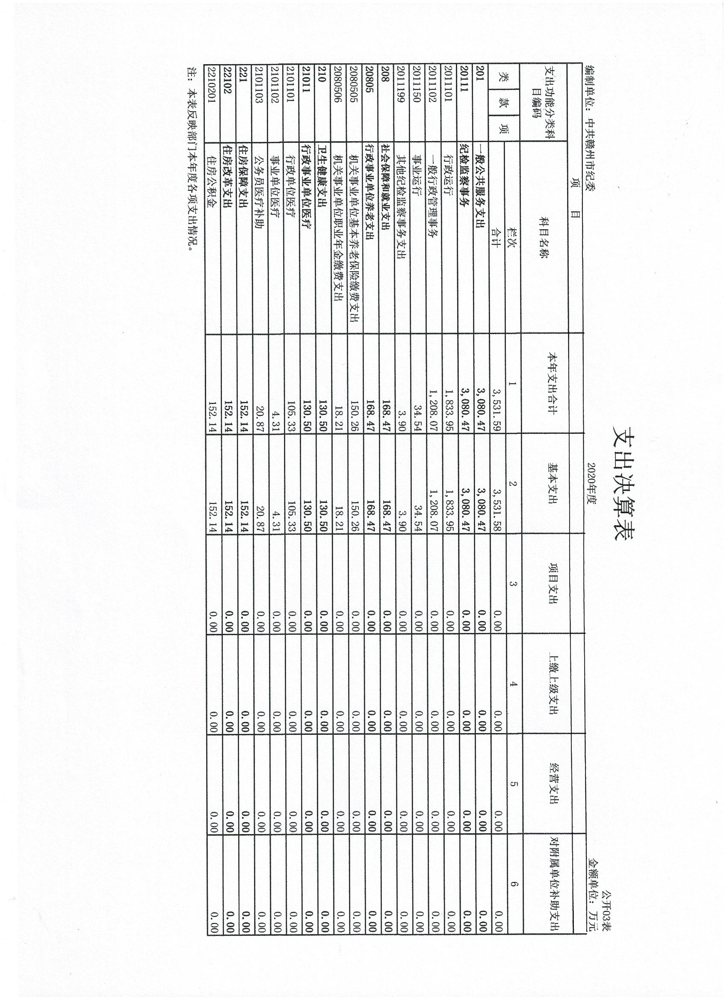 支出决算表
公开03表
编制单位：中共赣州市纪委 2020年度 金额单位：万元
项 目
支出功能分类科目编码 科目名称 本年支出合计 基本支出 项目支出 上缴上级支出 经营支出 对附属单位补助支出
类 款 项 栏次 1 2 3 4 5 6
合计 3,531.59 3,531.58 0.00 0.00 0.00 0.00
201 一般公共服务支出 3,080.47 3,080.47 0.00 0.00 0.00 0.00
20111 纪检监察事务 3,080.47 3,080.47 0.00 0.00 0.00 0.00
2011101 行政运行 1,833.95 1,833.95 0.00 0.00 0.00 0.00
2011102 一般行政管理事务 1,208.07 1,208.07 0.00 0.00 0.00 0.00
2011150 事业运行 34.54 34.54 0.00 0.00 0.00 0.00
2011199 其他纪检监察事务支出 3.90 3.90 0.00 0.00 0.00 0.00
208 社会保障和就业支出 168.47 168.47 0.00 0.00 0.00 0.00
20805 行政事业单位养老支出 168.47 168.47 0.00 0.00 0.00 0.00
2080505 机关事业单位基本养老保险缴费支出 150.26 150.26 0.00 0.00 0.00 0.00
2080506 机关事业单位职业年金缴费支出 18.21 18.21 0.00 0.00 0.00 0.00
210 卫生健康支出 130.50 130.50 0.00 0.00 0.00 0.00
21011 行政事业单位医疗 130.50 130.50 0.00 0.00 0.00 0.00
2101101 行政单位医疗 105.33 105.33 0.00 0.00 0.00 0.00
2101102 事业单位医疗 4.31 4.31 0.00 0.00 0.00 0.00
2101103 公务员医疗补助 20.87 20.87 0.00 0.00 0.00 0.00
221 住房保障支出 152.14 152.14 0.00 0.00 0.00 0.00
22102 住房改革支出 152.14 152.14 0.00 0.00 0.00 0.00
2210201 住房公积金 152.14 152.14 0.00 0.00 0.00 0.00
注：本表反映部门本年度各项支出情况。